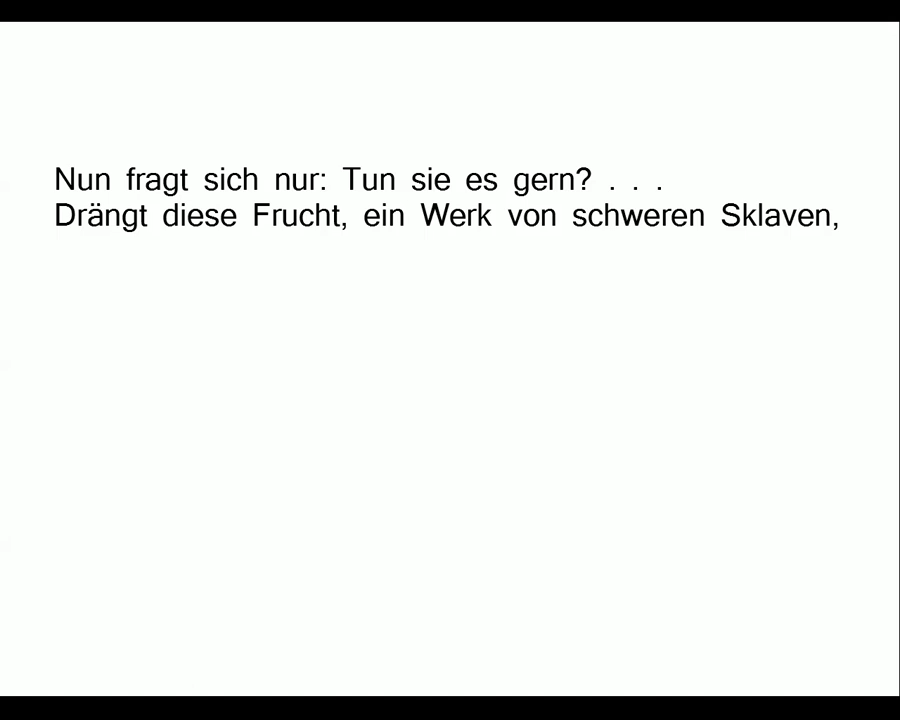 Nun fragt sich nur: Tun sie es gern? . . .
Drängt diese Frucht, ein Werk von schweren Sklaven,